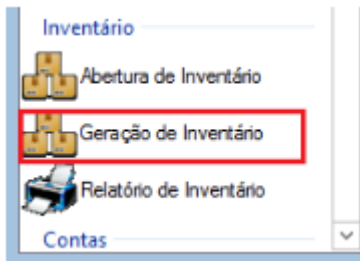 Inventário
Abertura de Inventário
Geração de Inventário
Relatório de Inventário
Contas